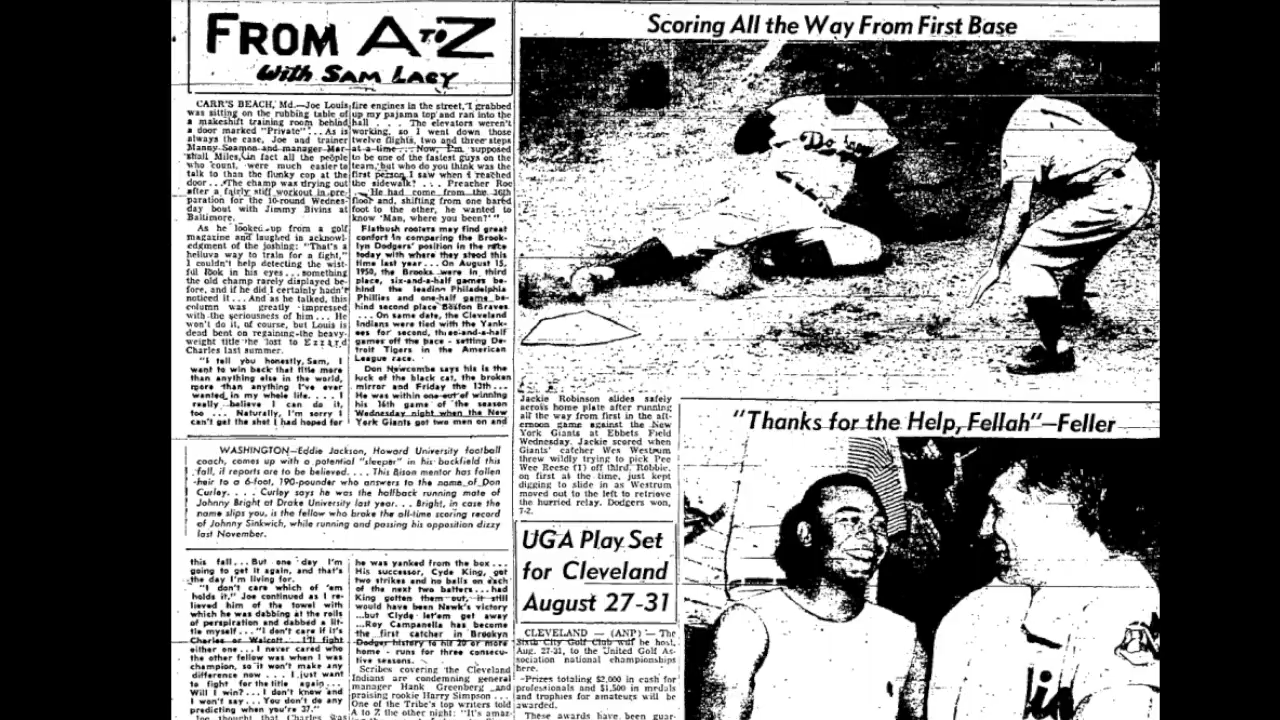 FROM A TO Z
With SAM LACY
CARR'S BEACH, Md.—Joe Louis
was sitting on the rubbing table of
a makeshift training room behind
a door marked "Private" ... As is
always the case, Joe and trainer
Manny Seamon and manager Mar-
shall Miles, in fact all the people
who count, were much easier to
talk to than the flunky cop at the
door ... The champ was drying out
after a fairly stiff workout in pre-
paration for the 10-round Wednes-
day bout with Jimmy Bivins at
Baltimore.
As he looked up from a golf
magazine and laughed in acknowl-
edgment of the joshing: "That's a
helluva way to train for a fight,"
I couldn't help detecting the wist-
ful look in his eyes ... something
the old champ rarely displayed be-
fore, and if he did I certainly hadn't
noticed it ... And as he talked, this
column was greatly impressed
with the seriousness of him ... He
won't do it, of course, but Louis is
dead bent on regaining the heavy-
weight title he lost to Ezzard
Charles last summer.
"I tell you honestly, Sam, I
want to win back that title more
than anything else in the world,
more than anything I've ever
wanted in my whole life. ... I
really believe I can do it,
too ... Naturally, I'm sorry I
can't get the shot I had hoped for
fire engines in the street, I grabbed
up my pajama top and ran into the
hall .... The elevators weren't
working, so I went down those
twelve flights, two and three steps
at a time ... Now, I'm supposed
to be one of the fastest guys on the
team, but who do you think was the
first person I saw when I reached
the sidewalk? ... Preacher Roe
... He had come from the 16th
floor and, shifting from one bared
foot to the other, he wanted to
know 'Man, where you been?' "
Flatbush rooters may find great
comfort in comparing the Brook-
lyn Dodgers' position in the race
today with where they stood this
time last year ... On August 15,
1950, the Brooks were in third
place, six-and-a-half games be-
hind the leading Philadelphia
Phillies and one-half game be-
hind second place Boston Braves
... On same date, the Cleveland
Indians were tied with the Yank-
ees for second, three-and-a-half
games off the pace - setting De-
troit Tigers in the American
League race.
Don Newcombe says his is the
luck of the black cat, the broken
mirror and Friday the 13th ...
He was within one out of winning
his 16th game of the season
Wednesday night when the New
York Giants got two men on and
WASHINGTON—Eddie Jackson, Howard University football
coach, comes up with a potential "sleeper" in his backfield this
fall, if reports are to be believed. ... This Bison mentor has fallen
heir to a 6-foot, 190-pounder who answers to the name of Don
Curley. ... Curley says he was the halfback running mate of
Johnny Bright at Drake University last year. ... Bright, in case the
name slips you, is the fellow who broke the all-time scoring record
of Johnny Sinkwich, while running and passing his opposition dizzy
last November.
this fall ... But one day I'm
going to get it again, and that's
the day I'm living for.
"I don't care which of 'em
holds it." Joe continued as I re-
lieved him of the towel with
which he was dabbing at the rolls
of perspiration and dabbed a lit-
tle myself ... "I don't care if it's
Charles or Walcott ... I'll fight
either one ... I never cared who
the other fellow was when I was
champion, so it won't make any
difference now ... I just want
to fight for the title again ...
Will I win? ... I don't know and
I won't say ... You don't do any
predicting when you're 37."
Joe thought that Charles was
he was yanked from the box ...
His successor, Cyde King, got
two strikes and no balls on each
of the next two batters ... had
King gotten them out, it still
would have been Newk's victory
... but Clyde let'em get away
... Roy Campanella has become
the first catcher in Brookyn
Dodger history to hit 20 or more
home - runs for three consecu-
tive seasons.
Scribes covering the Cleveland
Indians are condemning general
manager Hank Greenberg and
praising rookie Harry Simpson ...
One of the Tribe's top writers told
A to Z the other night: "It's amaz-
Scoring All the Way From First Base
Dodgers
Jackie Robinson slides safely
across home plate after running
all the way from first in the aft-
ernoon game against the New
York Giants at Ebbets Field
Wednesday. Jackie scored when
Giants' catcher Wes Westrum
threw wildly trying to pick Pee
Wee Reese (1) off third. Robbie,
on first at the time, just kept
digging to slide in as Westrum
moved out to the left to retrieve
the hurried relay. Dodgers won,
7-2.
UGA Play Set
for Cleveland
August 27-31
CLEVELAND — (ANP) — The
Sixth City Golf Club will be host,
Aug. 27-31, to the United Golf As-
sociation national championships
here.
Prizes totaling $2,000 in cash for
professionals and $1,500 in medals
and trophies for amateurs will be
awarded.
These awards have been guar-
"Thanks for the Help, Fellah"—Feller